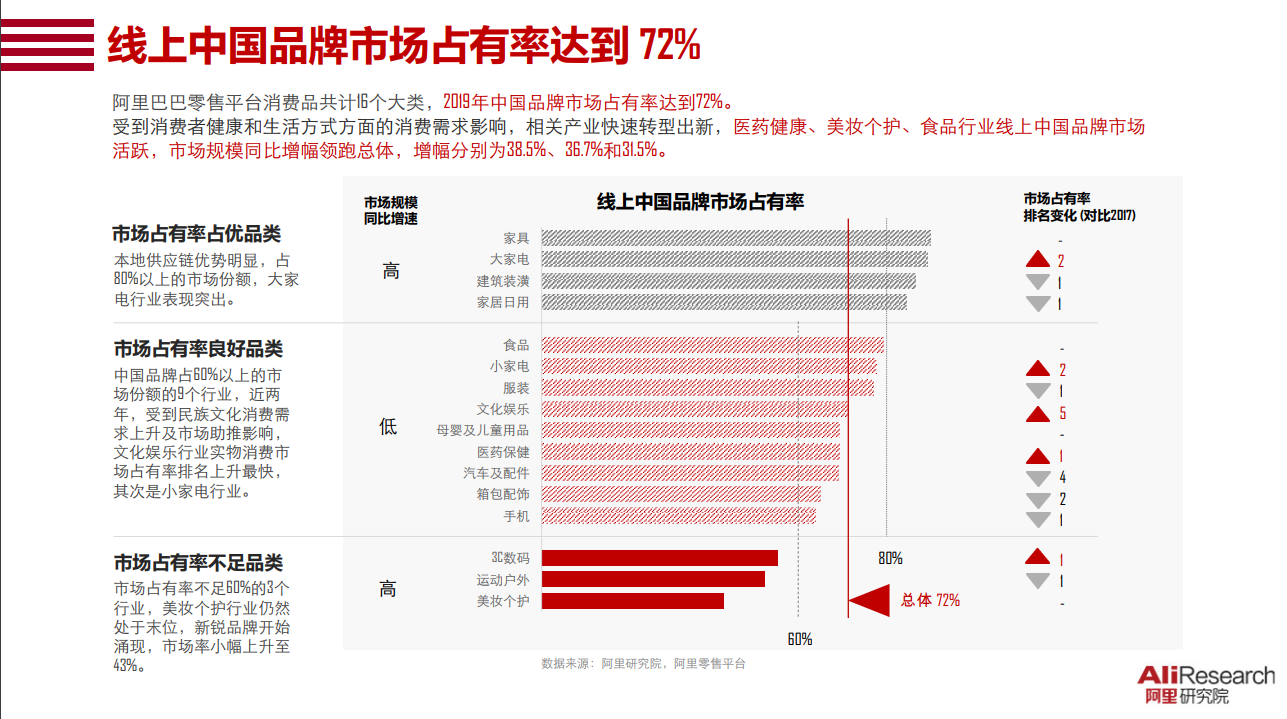 线上中国品牌市场占有率达到 72%
阿里巴巴零售平台消费品共计16个大类，2019年中国品牌市场占有率达到72%。
受到消费者健康和生活方式方面的消费需求影响，相关产业快速转型出新，医药健康、美妆个护、食品行业线上中国品牌市场
活跃，市场规模同比增幅领跑总体，增幅分别为38.5%、36.7%和31.5%。
市场规模
同比增速
线上中国品牌市场占有率
市场占有率
排名变化 (对比2017)
市场占有率占优品类
本地供应链优势明显，占
80%以上的市场份额，大家
电行业表现突出。
高
家具 -
大家电 2
建筑装潢 1
家居日用 1
市场占有率良好品类
中国品牌占60%以上的市
场份额的9个行业，近两
年，受到民族文化消费需
求上升及市场助推影响，
文化娱乐行业实物消费市
场占有率排名上升最快，
其次是小家电行业。
低
食品 -
小家电 2
服装 1
文化娱乐 5
母婴及儿童用品 -
医药保健 1
汽车及配件 4
箱包配饰 2
手机 1
市场占有率不足品类
市场占有率不足60%的3个
行业，美妆个护行业仍然
处于末位，新锐品牌开始
涌现，市场率小幅上升至
43%。
高
3C数码 1
运动户外 1
美妆个护 -
80%
总体 72%
60%
数据来源：阿里研究院，阿里零售平台
AliResearch
阿里研究院